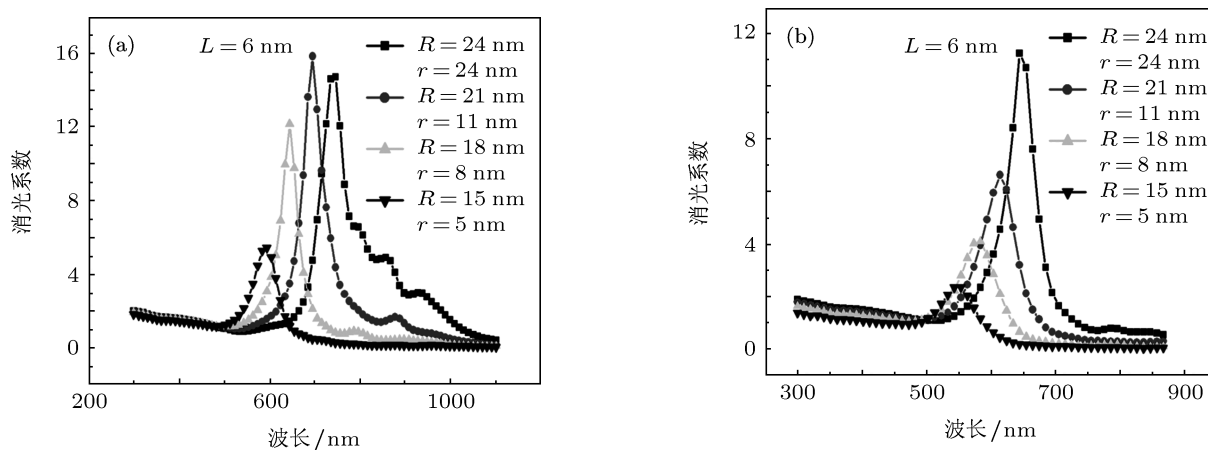 (a)
L = 6 nm
R = 24 nm
r = 24 nm
R = 21 nm
r = 11 nm
R = 18 nm
r = 8 nm
R = 15 nm
r = 5 nm
消光系数
16
12
8
4
0
200
600
1000
波长/nm
(b)
L = 6 nm
R = 24 nm
r = 24 nm
R = 21 nm
r = 11 nm
R = 18 nm
r = 8 nm
R = 15 nm
r = 5 nm
消光系数
12
8
4
0
300
500
700
900
波长/nm